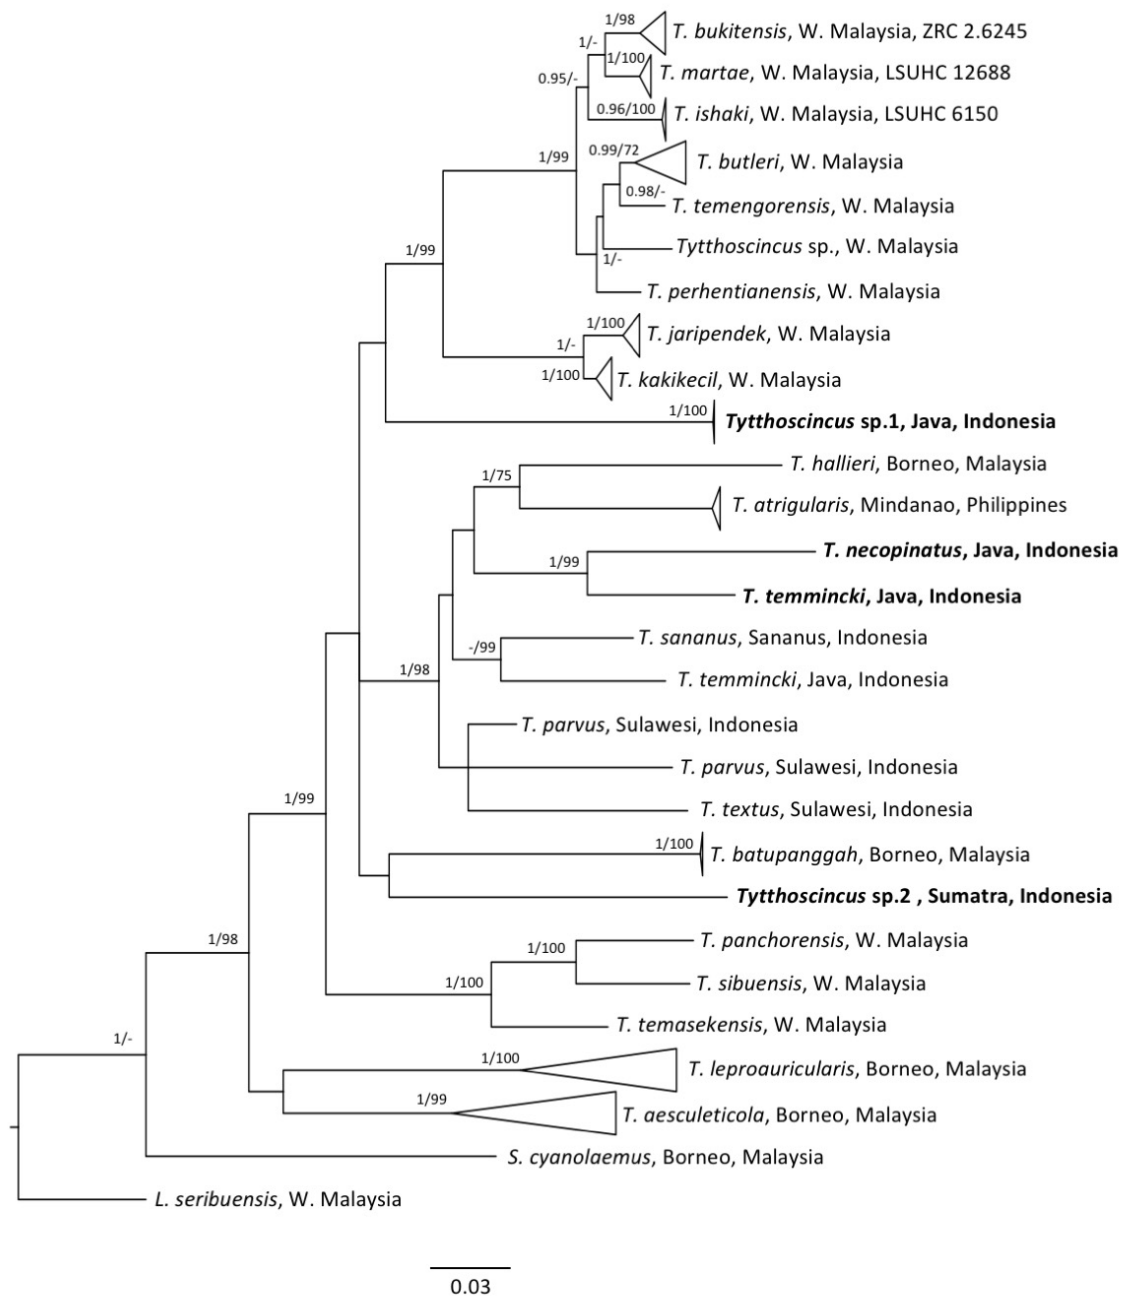 1/98
T. bukitensis, W. Malaysia, ZRC 2.6245
1/-
1/100
T. martae, W. Malaysia, LSUHC 12688
0.95/-
0.96/100
T. ishaki, W. Malaysia, LSUHC 6150
1/99
0.99/72
T. butleri, W. Malaysia
0.98/-
T. temengorensis, W. Malaysia
Tytthoscincus sp., W. Malaysia
1/-
1/99
T. perhentianensis, W. Malaysia
1/100
T. jaripendek, W. Malaysia
1/-
1/100
T. kakikecil, W. Malaysia
1/100
Tytthoscincus sp.1, Java, Indonesia
T. hallieri, Borneo, Malaysia
1/75
T. atrigularis, Mindanao, Philippines
T. necopinatus, Java, Indonesia
1/99
T. temmincki, Java, Indonesia
T. sananus, Sananus, Indonesia
-/99
1/98
T. temmincki, Java, Indonesia
T. parvus, Sulawesi, Indonesia
T. parvus, Sulawesi, Indonesia
1/99
T. textus, Sulawesi, Indonesia
1/100
T. batupanggah, Borneo, Malaysia
Tytthoscincus sp.2 , Sumatra, Indonesia
1/98
T. panchorensis, W. Malaysia
1/100
T. sibuensis, W. Malaysia
1/100
T. temasekensis, W. Malaysia
1/-
1/100
T. leproauricularis, Borneo, Malaysia
1/99
T. aesculeticola, Borneo, Malaysia
S. cyanolaemus, Borneo, Malaysia
L. seribuensis, W. Malaysia
0.03